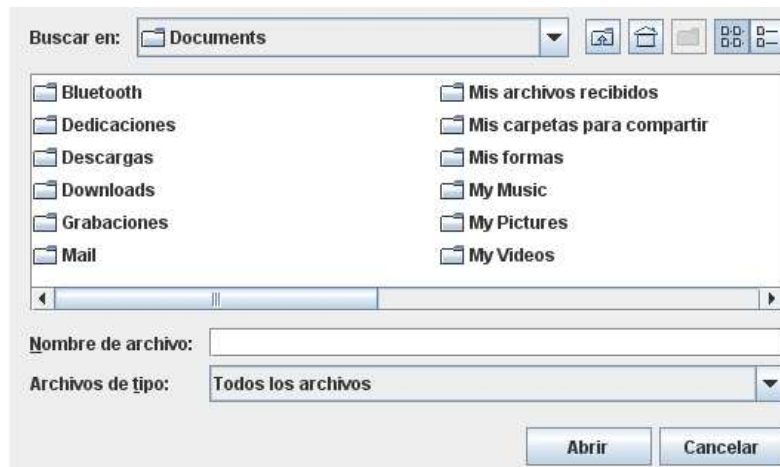 Buscar en: Documents
Bluetooth
Dedicaciones
Descargas
Downloads
Grabaciones
Mail
Mis archivos recibidos
Mis carpetas para compartir
Mis formas
My Music
My Pictures
My Videos
Nombre de archivo:
Archivos de tipo: Todos los archivos
Abrir Cancelar